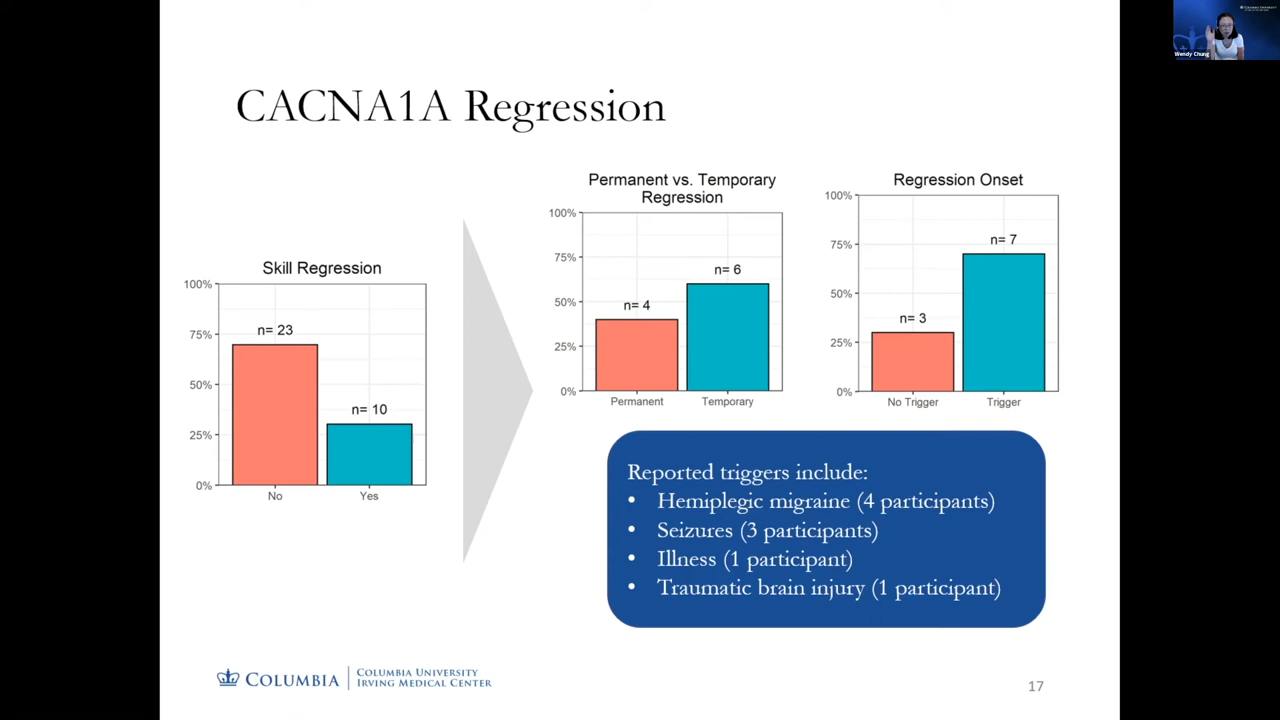 CACNA1A Regression
Skill Regression
100%
75%
50%
25%
0%
n= 23
n= 10
No
Yes
Permanent vs. Temporary
Regression
100%
75%
50%
25%
0%
n= 4
n= 6
Permanent
Temporary
Regression Onset
100%
75%
50%
25%
0%
n= 3
n= 7
No Trigger
Trigger
Reported triggers include:
• Hemiplegic migraine (4 participants)
• Seizures (3 participants)
• Illness (1 participant)
• Traumatic brain injury (1 participant)
COLUMBIA
COLUMBIA UNIVERSITY
IRVING MEDICAL CENTER
17
COLUMBIA UNIVERSITY
Wendy Chung